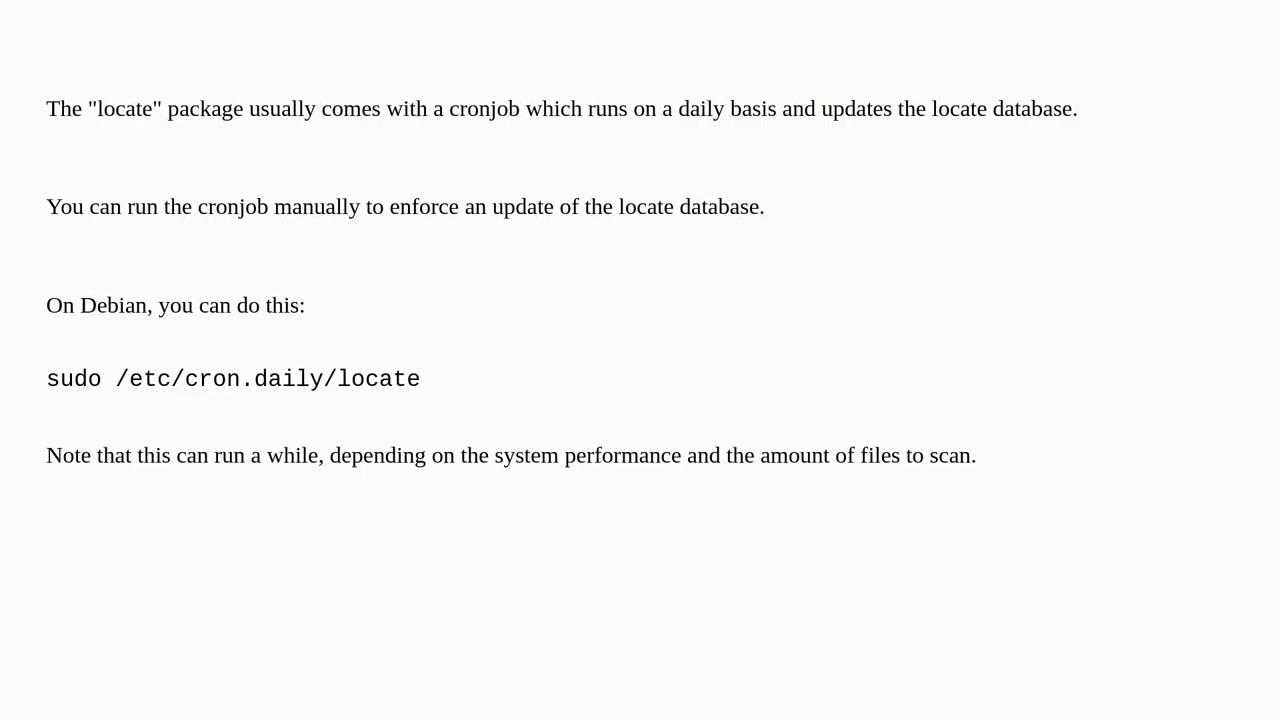 The "locate" package usually comes with a cronjob which runs on a daily basis and updates the locate database.
You can run the cronjob manually to enforce an update of the locate database.
On Debian, you can do this:
sudo /etc/cron.daily/locate
Note that this can run a while, depending on the system performance and the amount of files to scan.